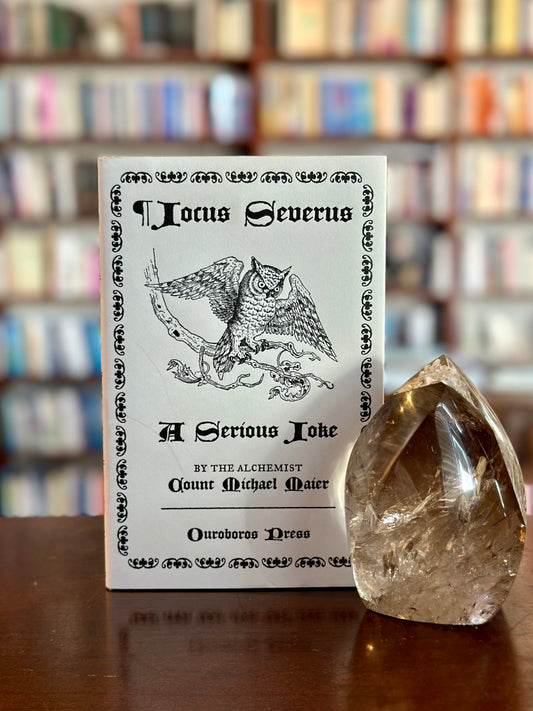 ¶Jocus Severus
A Serious Joke
BY THE ALCHEMIST
Count Michael Maier
Ouroboros Press